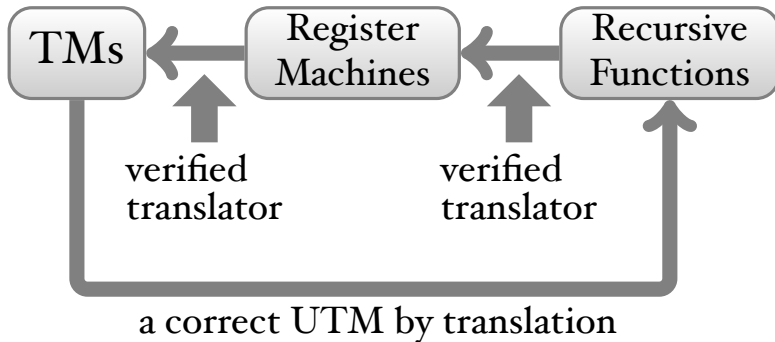 TMs
Register
Machines
Recursive
Functions
verified
translator
verified
translator
a correct UTM by translation